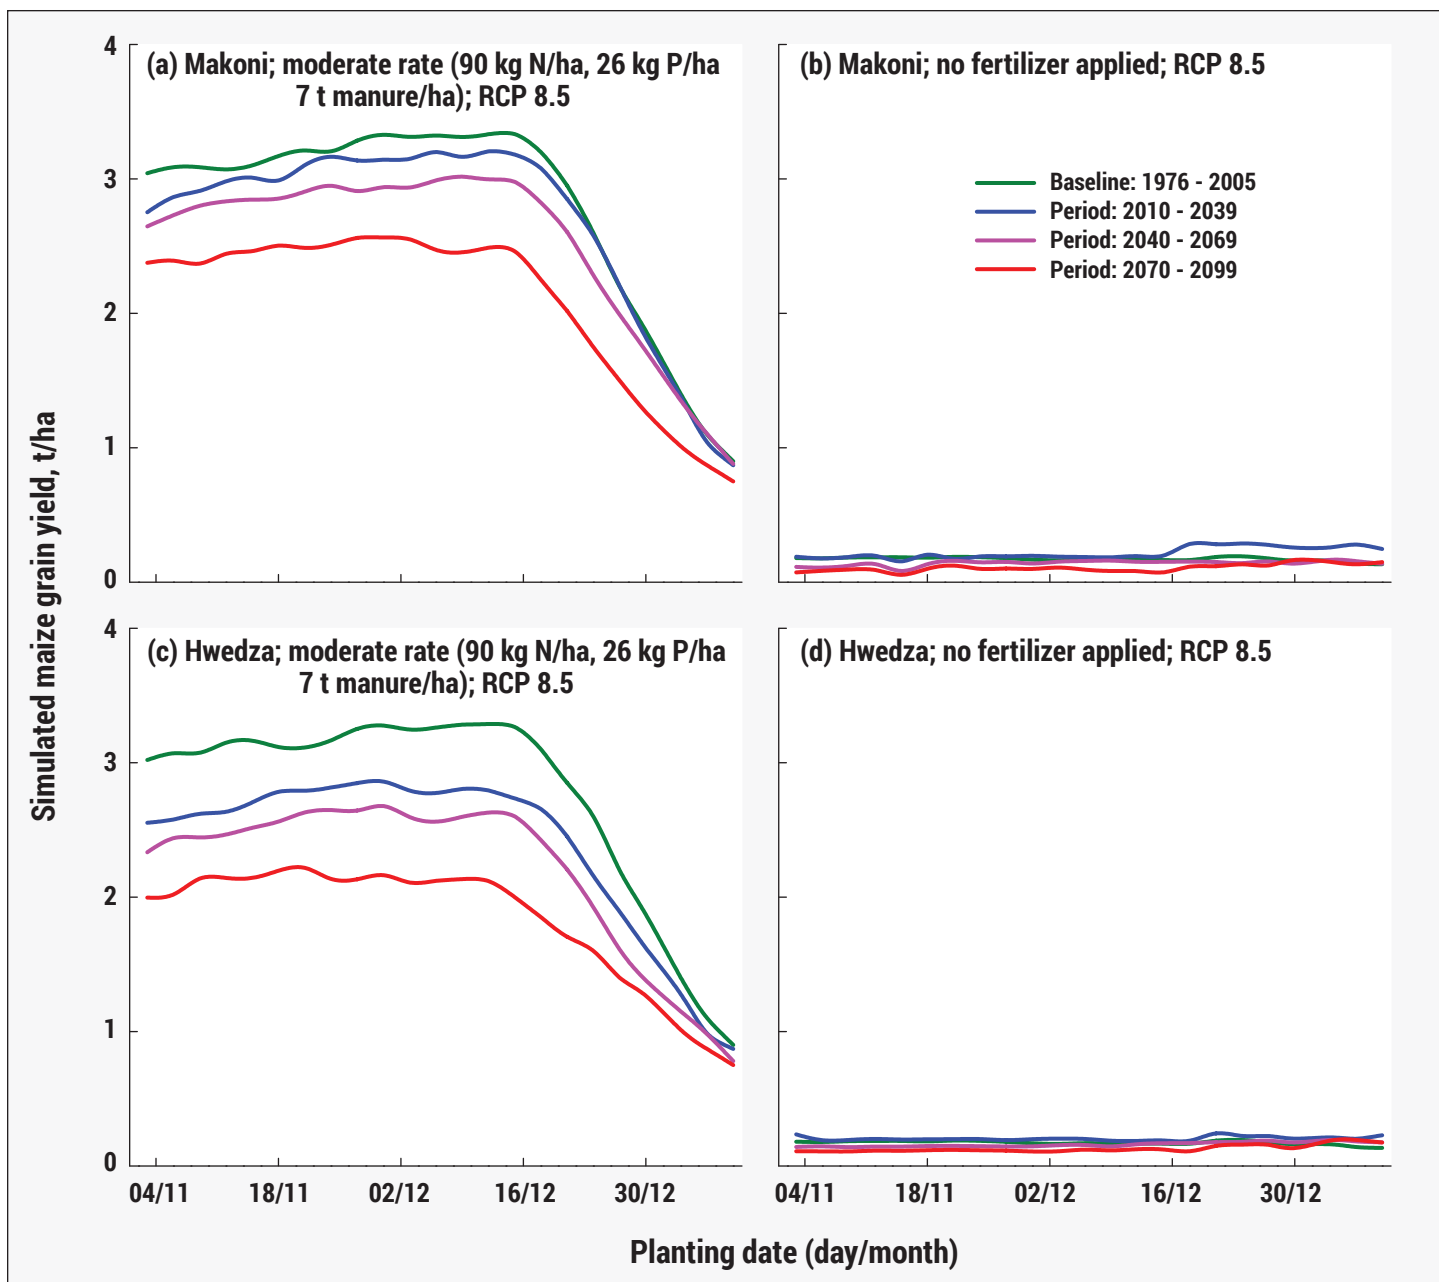 (a) Makoni; moderate rate (90 kg N/ha, 26 kg P/ha
7 t manure/ha); RCP 8.5
4
3
2
1
0
(b) Makoni; no fertilizer applied; RCP 8.5
Baseline: 1976 - 2005
Period: 2010 - 2039
Period: 2040 - 2069
Period: 2070 - 2099
Simulated maize grain yield, t/ha
(c) Hwedza; moderate rate (90 kg N/ha, 26 kg P/ha
7 t manure/ha); RCP 8.5
4
3
2
1
0
04/11 18/11 02/12 16/12 30/12
(d) Hwedza; no fertilizer applied; RCP 8.5
04/11 18/11 02/12 16/12 30/12
Planting date (day/month)